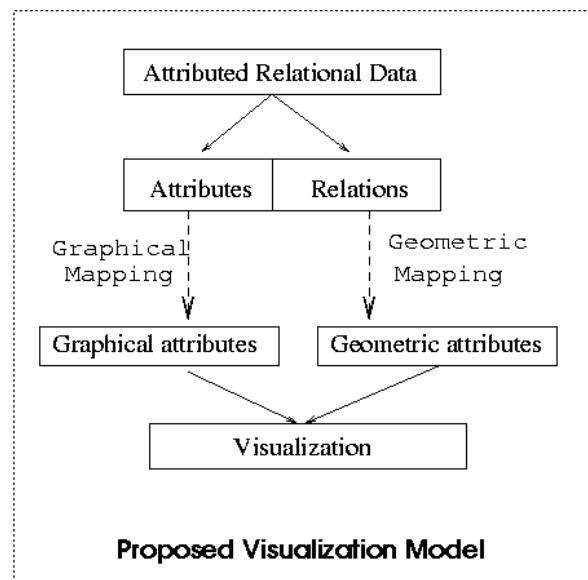 Attributed Relational Data
Attributes Relations
Graphical Mapping
Geometric Mapping
Graphical attributes Geometric attributes
Visualization
Proposed Visualization Model